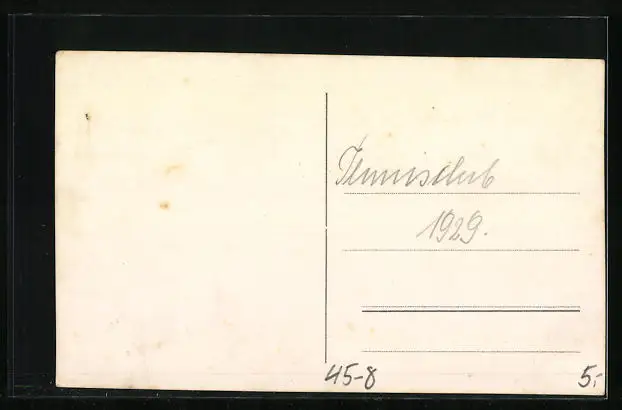 Tennisclub
1929.
45-8
5,-